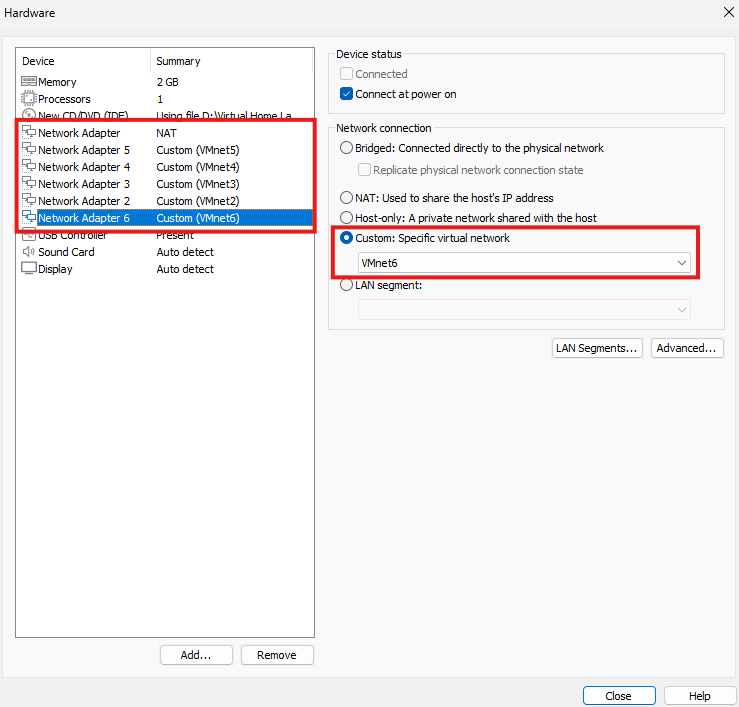 Hardware
Device Summary
Memory 2 GB
Processors 1
New CD/DVD (IDE) Using file D:\Virtual Home La...
Network Adapter NAT
Network Adapter 5 Custom (VMnet5)
Network Adapter 4 Custom (VMnet4)
Network Adapter 3 Custom (VMnet3)
Network Adapter 2 Custom (VMnet2)
Network Adapter 6 Custom (VMnet6)
USB Controller Present
Sound Card Auto detect
Display Auto detect
Add... Remove
Device status
Connected
Connect at power on
Network connection
Bridged: Connected directly to the physical network
Replicate physical network connection state
NAT: Used to share the host's IP address
Host-only: A private network shared with the host
Custom: Specific virtual network
VMnet6
LAN segment:
LAN Segments... Advanced...
Close Help